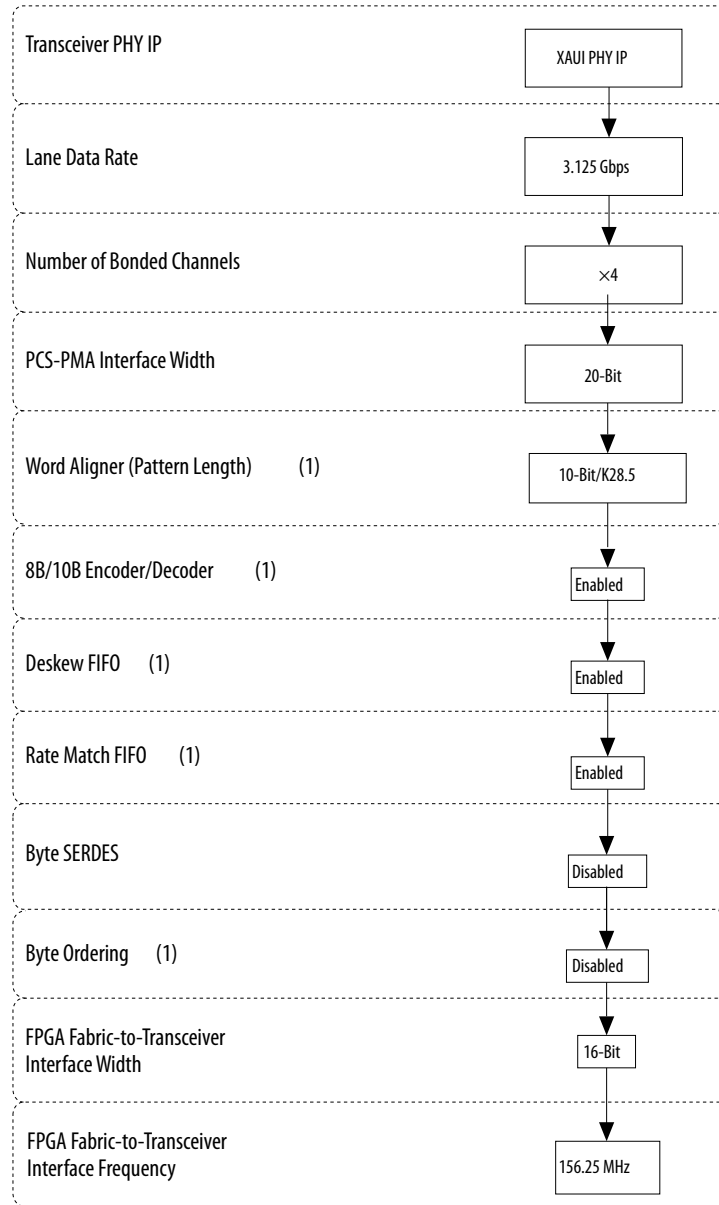 Transceiver PHY IP
XAUI PHY IP
Lane Data Rate
3.125 Gbps
Number of Bonded Channels
×4
PCS-PMA Interface Width
20-Bit
Word Aligner (Pattern Length) (1)
10-Bit/K28.5
8B/10B Encoder/Decoder (1)
Enabled
Deskew FIFO (1)
Enabled
Rate Match FIFO (1)
Enabled
Byte SERDES
Disabled
Byte Ordering (1)
Disabled
FPGA Fabric-to-Transceiver
Interface Width
16-Bit
FPGA Fabric-to-Transceiver
Interface Frequency
156.25 MHz